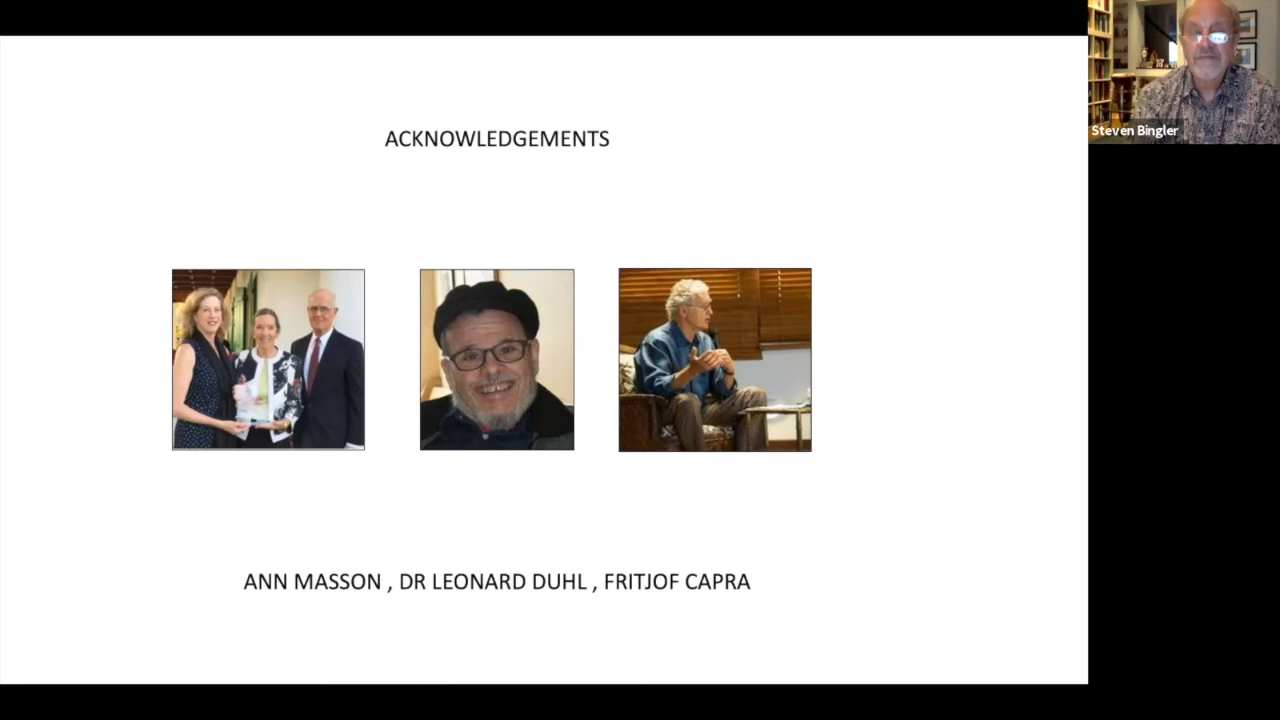 ACKNOWLEDGEMENTS
Steven Bingler
ANN MASSON , DR LEONARD DUHL , FRITJOF CAPRA